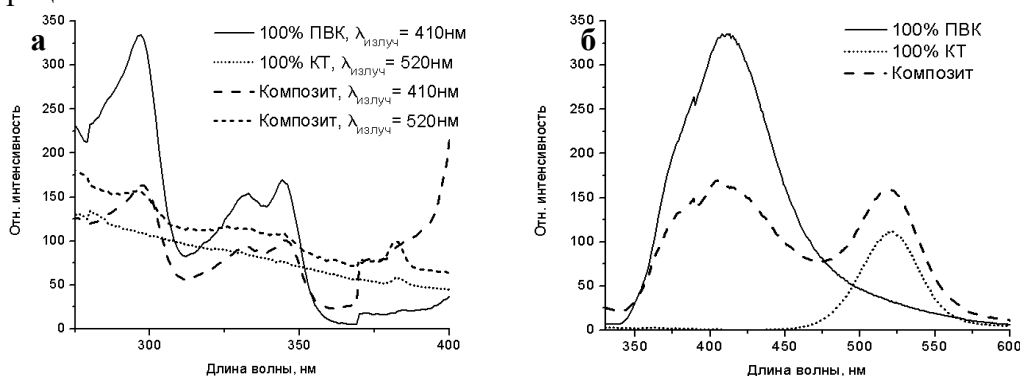 а
100% ПВК, λизлуч= 410нм
100% КТ, λизлуч= 520нм
Композит, λизлуч= 410нм
Композит, λизлуч= 520нм
Отн. интенсивность
350
300
250
200
150
100
50
0
300
350
400
Длина волны, нм
б
100% ПВК
100% КТ
Композит
Отн. интенсивность
350
300
250
200
150
100
50
0
350
400
450
500
550
600
Длина волны, нм